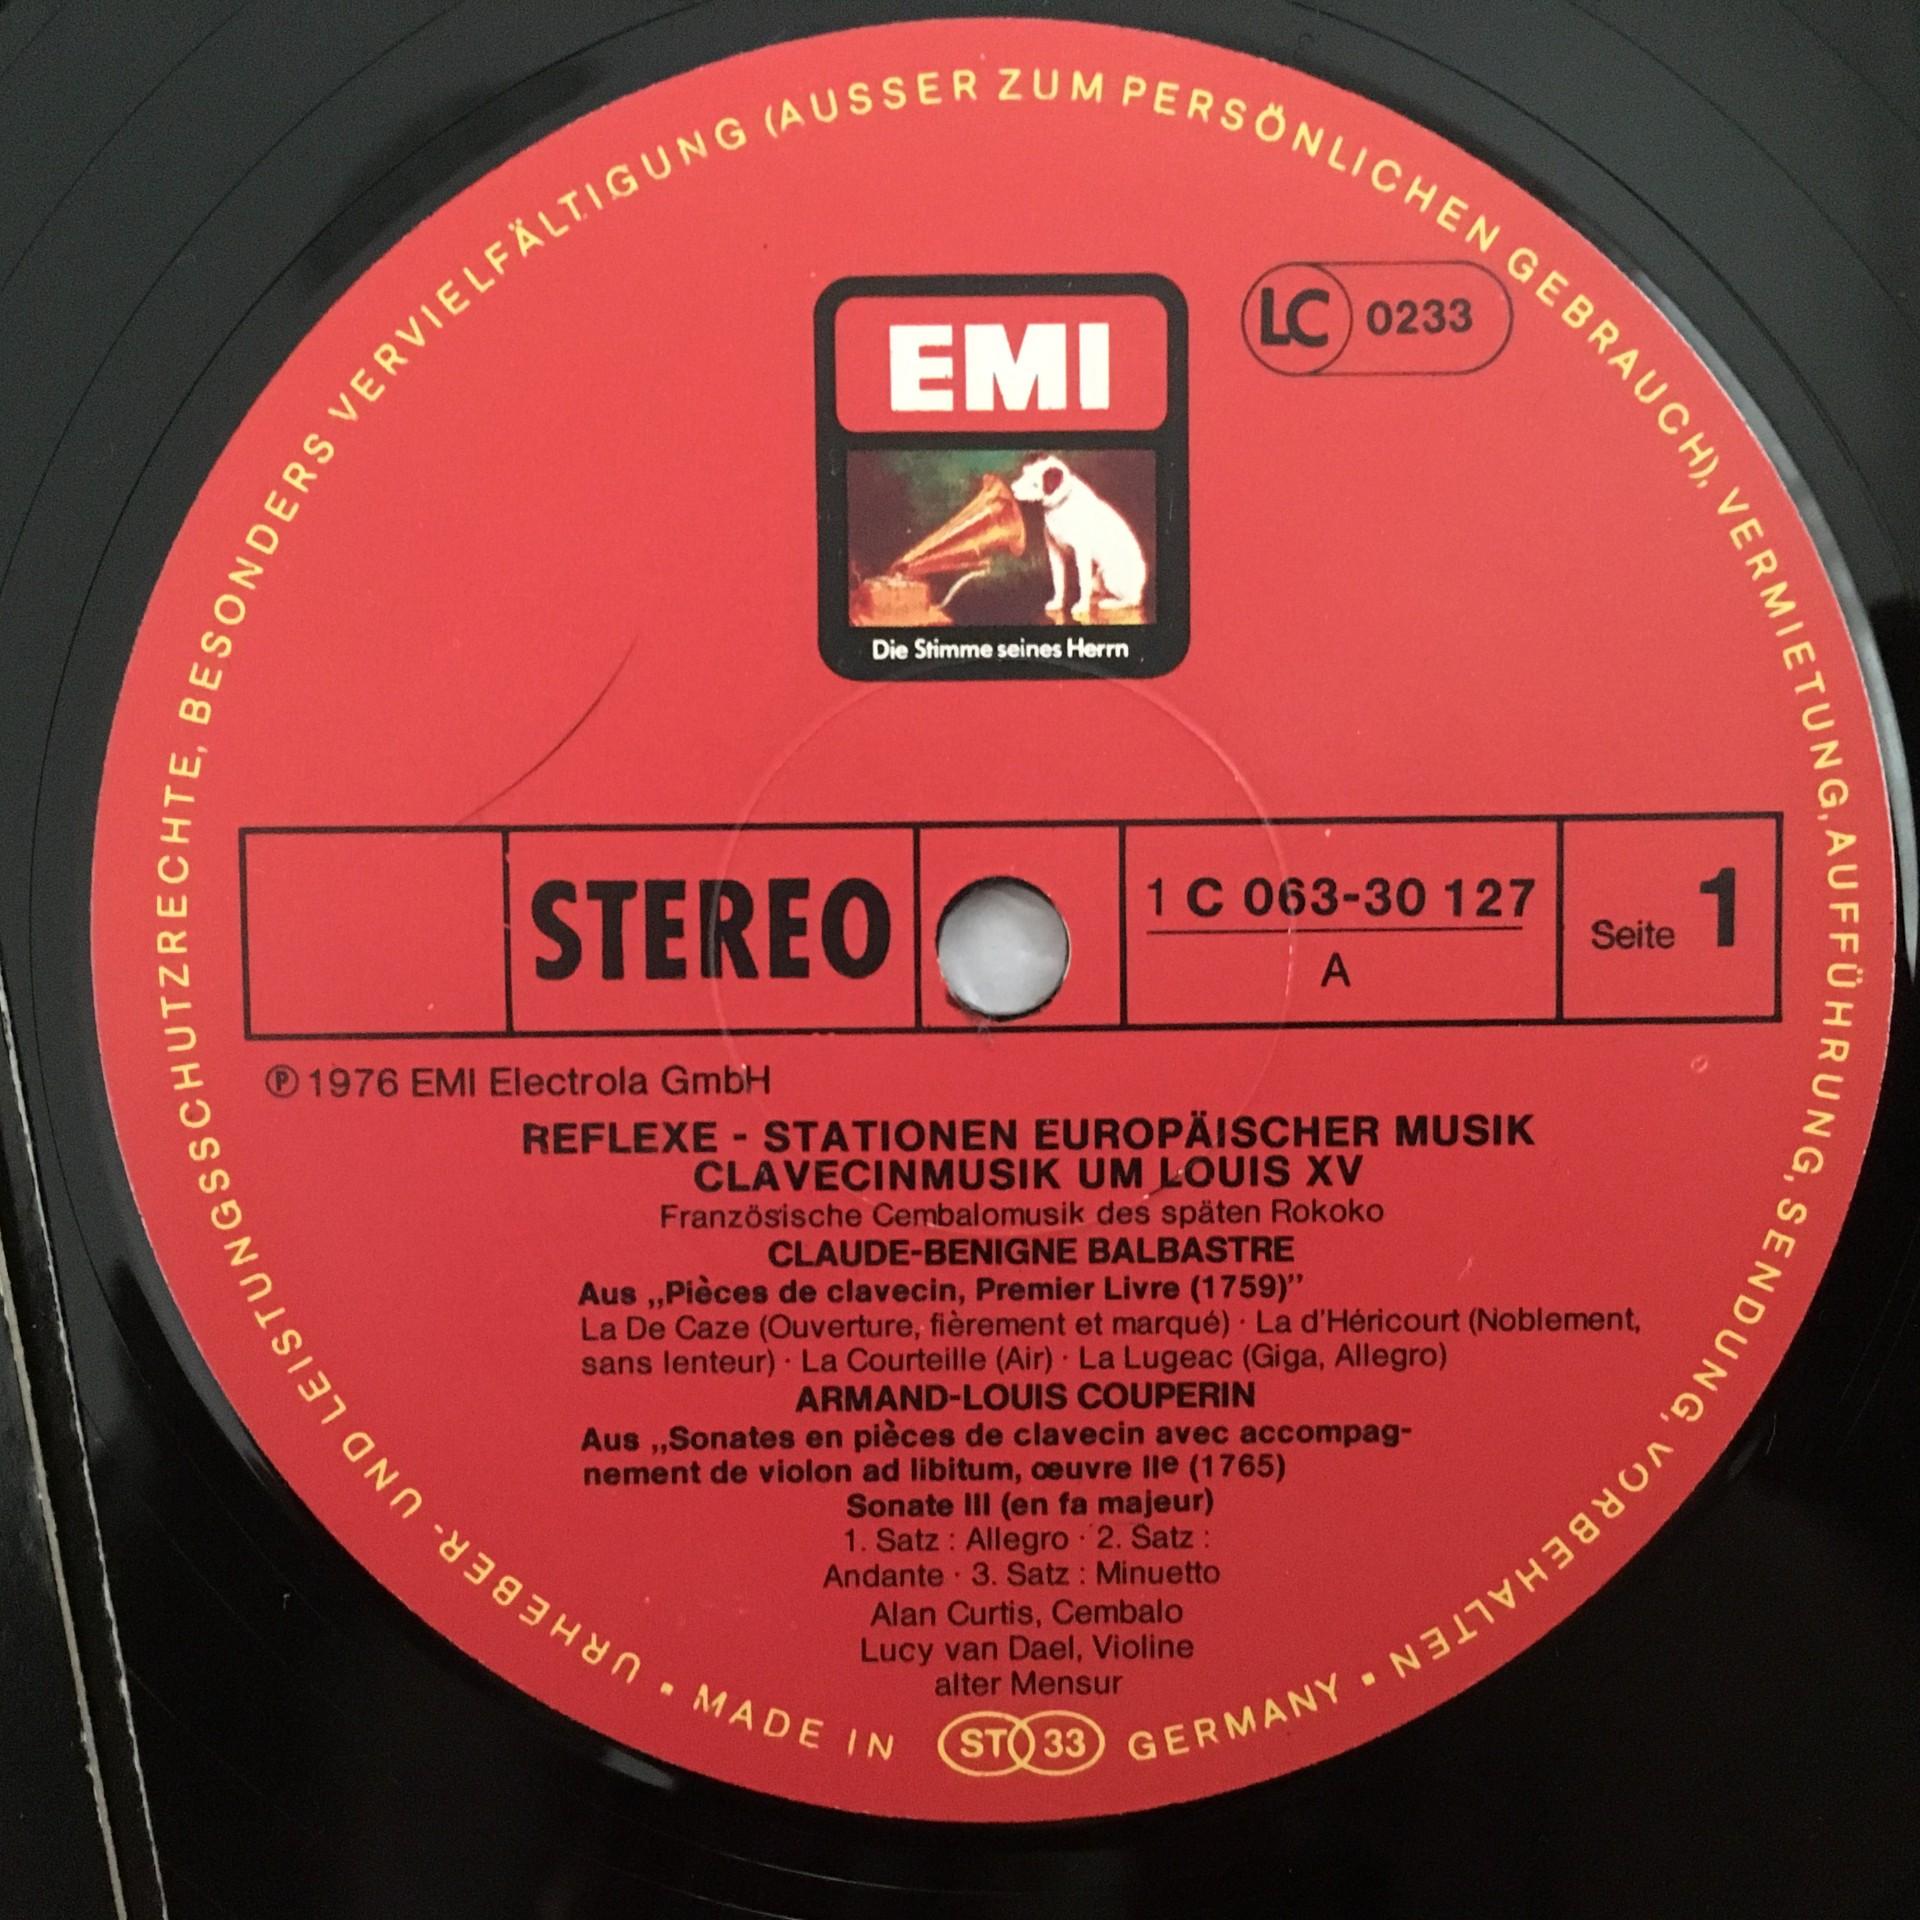 URHEBER- UND LEISTUNGSSCHUTZRECHTE, BESONDERS VERVIELFÄLTIGUNG (AUSSER ZUM PERSÖNLICHEN GEBRAUCH), VERMIETUNG, AUFFÜHRUNG, SENDUNG, VORBEHALTEN
EMI
LC 0233
Die Stimme seines Herrn
STEREO
1 C 063-30 127
A
Seite 1
℗ 1976 EMI Electrola GmbH
REFLEXE - STATIONEN EUROPÄISCHER MUSIK
CLAVECINMUSIK UM LOUIS XV
Französische Cembalomusik des späten Rokoko
CLAUDE-BENIGNE BALBASTRE
Aus „Pièces de clavecin, Premier Livre (1759)”
La De Caze (Ouverture, fièrement et marqué) · La d'Héricourt (Noblement,
sans lenteur) · La Courteille (Air) · La Lugeac (Giga, Allegro)
ARMAND-LOUIS COUPERIN
Aus „Sonates en pièces de clavecin avec accompag-
nement de violon ad libitum, œuvre IIe (1765)
Sonate III (en fa majeur)
1. Satz : Allegro · 2. Satz :
Andante · 3. Satz : Minuetto
Alan Curtis, Cembalo
Lucy van Dael, Violine
alter Mensur
• MADE IN ST 33 GERMANY •